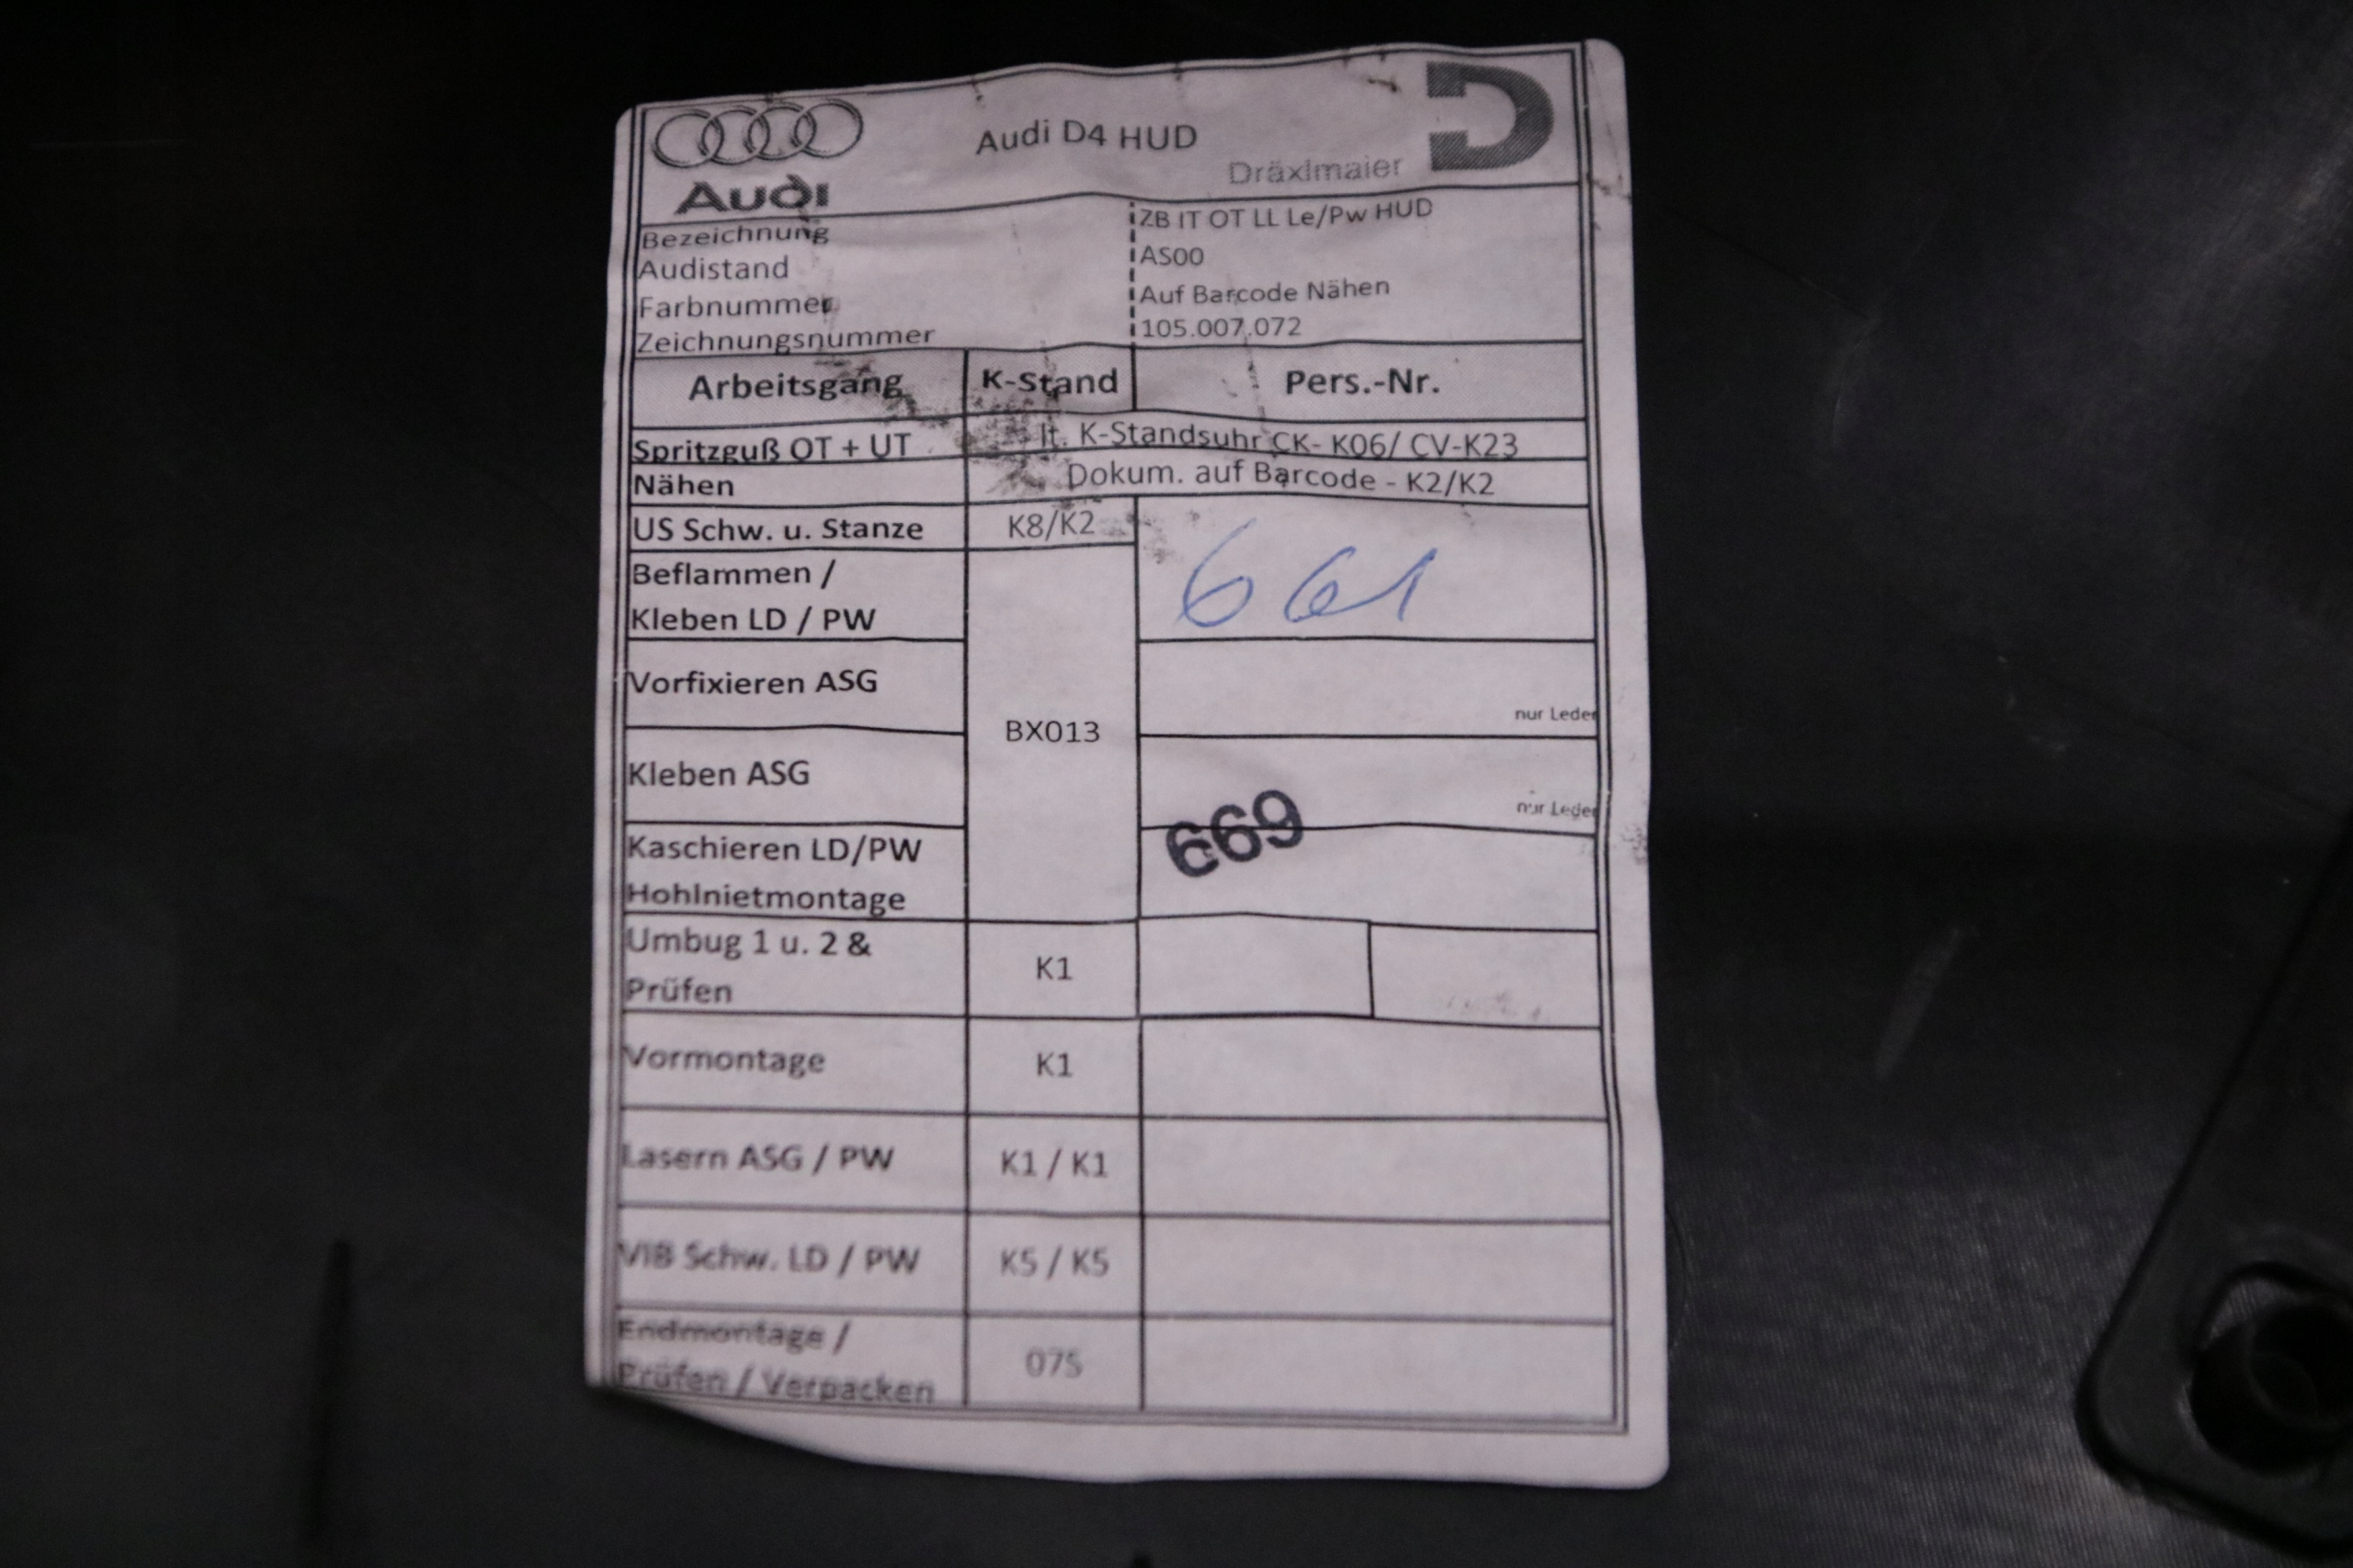 Audi D4 HUD
Dräxlmaier
Audi
Bezeichnung ZB IT OT LL Le/Pw HUD
Audistand AS00
Farbnummer Auf Barcode Nähen
Zeichnungsnummer 105.007.072
Arbeitsgang K-Stand Pers.-Nr.
Spritzguß OT + UT lt. K-Standsuhr CK- K06/ CV-K23
Nähen Dokum. auf Barcode - K2/K2
US Schw. u. Stanze K8/K2
Beflammen /
Kleben LD / PW
661
Vorfixieren ASG
nur Leder
BX013
Kleben ASG
nur Leder
669
Kaschieren LD/PW
Hohlnietmontage
Umbug 1 u. 2 &
Prüfen
K1
Vormontage K1
Lasern ASG / PW K1 / K1
VIB Schw. LD / PW K5 / K5
Endmontage /
Prüfen / Verpacken
075